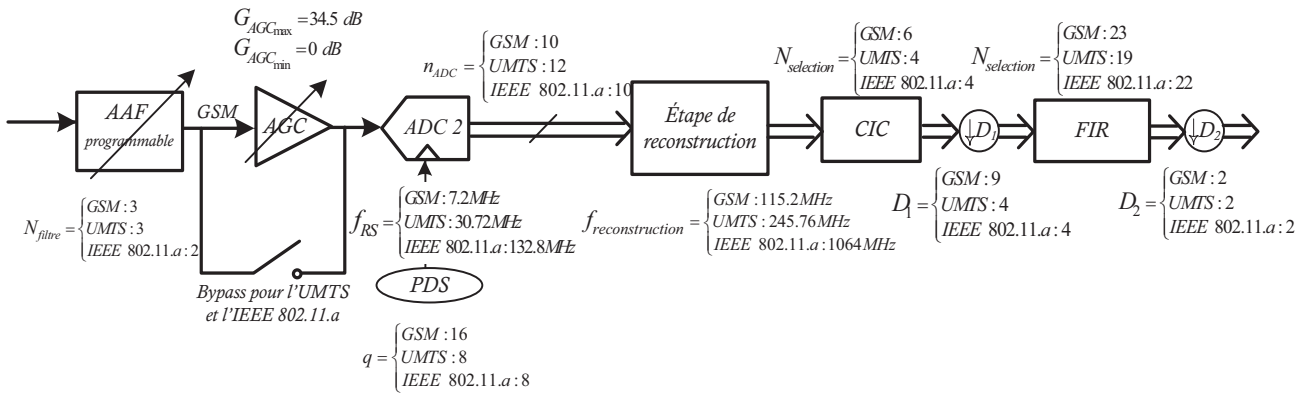 G_AGCmax = 34.5 dB
G_AGCmin = 0 dB
n_ADC = { GSM : 10
UMTS : 12
IEEE 802.11.a : 10
N_selection = { GSM : 6
UMTS : 4
IEEE 802.11.a : 4
N_selection = { GSM : 23
UMTS : 19
IEEE 802.11.a : 22
AAF
programmable
GSM
AGC
ADC 2
Étape de
reconstruction
CIC
↓D₁
FIR
↓D₂
N_filtre = { GSM : 3
UMTS : 3
IEEE 802.11.a : 2
f_RS = { GSM : 7.2MHz
UMTS : 30.72MHz
IEEE 802.11.a : 132.8MHz
f_reconstruction = { GSM : 115.2MHz
UMTS : 245.76MHz
IEEE 802.11.a : 1064MHz
D₁ = { GSM : 9
UMTS : 4
IEEE 802.11.a : 4
D₂ = { GSM : 2
UMTS : 2
IEEE 802.11.a : 2
Bypass pour l'UMTS
et l'IEEE 802.11.a
PDS
q = { GSM : 16
UMTS : 8
IEEE 802.11.a : 8